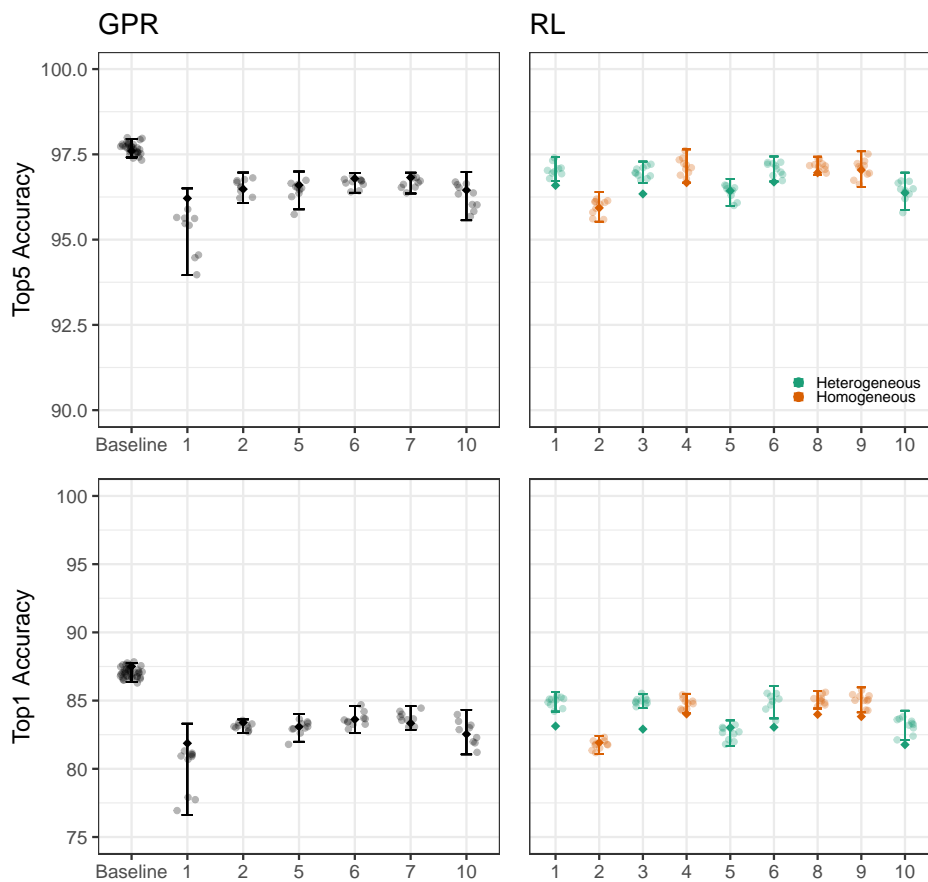 GPR
RL
Top5 Accuracy
100.0
97.5
95.0
92.5
90.0
Heterogeneous
Homogeneous
Baseline 1 2 5 6 7 10
1 2 3 4 5 6 8 9 10
Top1 Accuracy
100
95
90
85
80
75
Baseline 1 2 5 6 7 10
1 2 3 4 5 6 8 9 10